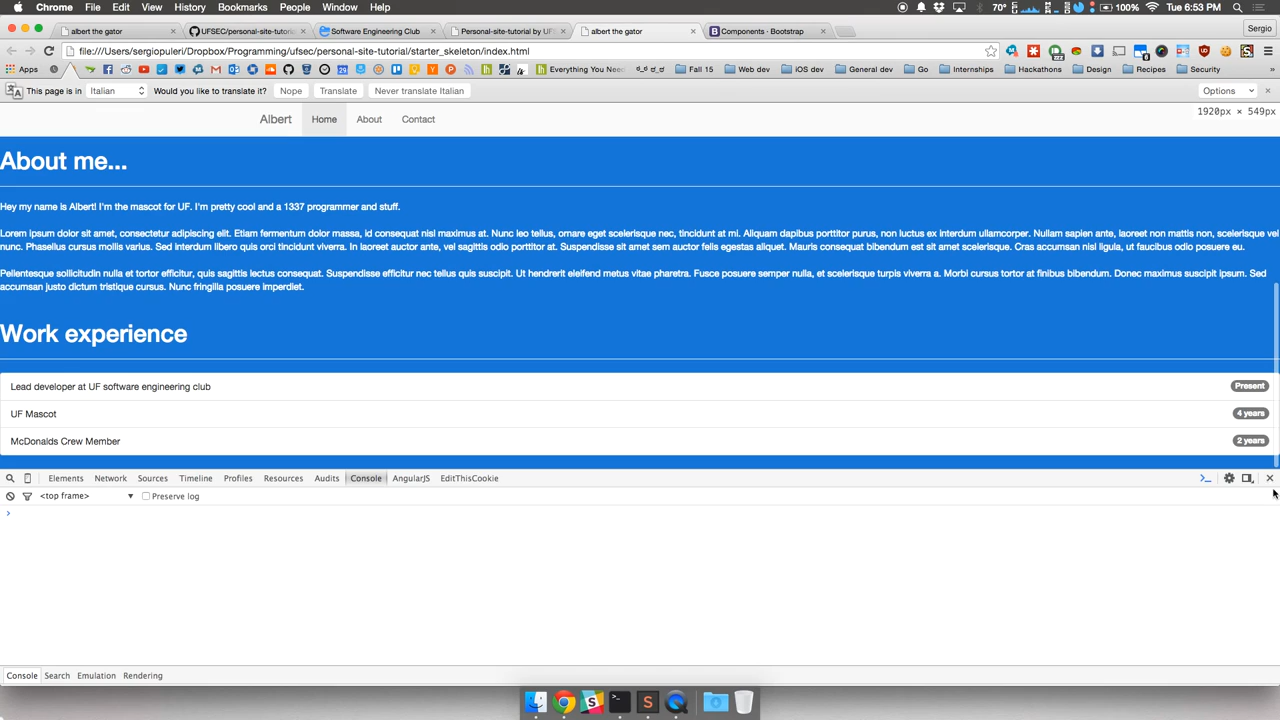 Chrome File Edit View History Bookmarks People Window Help 70° 100% Tue 6:53 PM
albert the gator UFSEC/personal-site-tutoria Software Engineering Club Personal-site-tutorial by UF albert the gator Components · Bootstrap Sergio
file:///Users/sergiopuleri/Dropbox/Programming/ufsec/personal-site-tutorial/starter_skeleton/index.html
Apps Everything You Need Fall 15 Web dev iOS dev General dev Go Internships Hackathons Design Recipes Security »
This page is in Italian Would you like to translate it? Nope Translate Never translate Italian Options
Albert Home About Contact 1920px × 549px
About me...
Hey my name is Albert! I'm the mascot for UF. I'm pretty cool and a 1337 programmer and stuff.
Lorem ipsum dolor sit amet, consectetur adipiscing elit. Etiam fermentum dolor massa, id consequat nisl maximus at. Nunc leo tellus, ornare eget scelerisque nec, tincidunt at mi. Aliquam dapibus porttitor purus, non luctus ex interdum ullamcorper. Nullam sapien ante, laoreet non mattis non, scelerisque vel
nunc. Phasellus cursus mollis varius. Sed interdum libero quis orci tincidunt viverra. In laoreet auctor ante, vel sagittis odio porttitor at. Suspendisse sit amet sem auctor felis egestas aliquet. Mauris consequat bibendum est sit amet scelerisque. Cras accumsan nisl ligula, ut faucibus odio posuere eu.
Pellentesque sollicitudin nulla et tortor efficitur, quis sagittis lectus consequat. Suspendisse efficitur nec tellus quis suscipit. Ut hendrerit eleifend metus vitae pharetra. Fusce posuere semper nulla, et scelerisque turpis viverra a. Morbi cursus tortor at finibus bibendum. Donec maximus suscipit ipsum. Sed
accumsan justo dictum tristique cursus. Nunc fringilla posuere imperdiet.
Work experience
Lead developer at UF software engineering club Present
UF Mascot 4 years
McDonalds Crew Member 2 years
Elements Network Sources Timeline Profiles Resources Audits Console AngularJS EditThisCookie
<top frame> Preserve log
Console Search Emulation Rendering